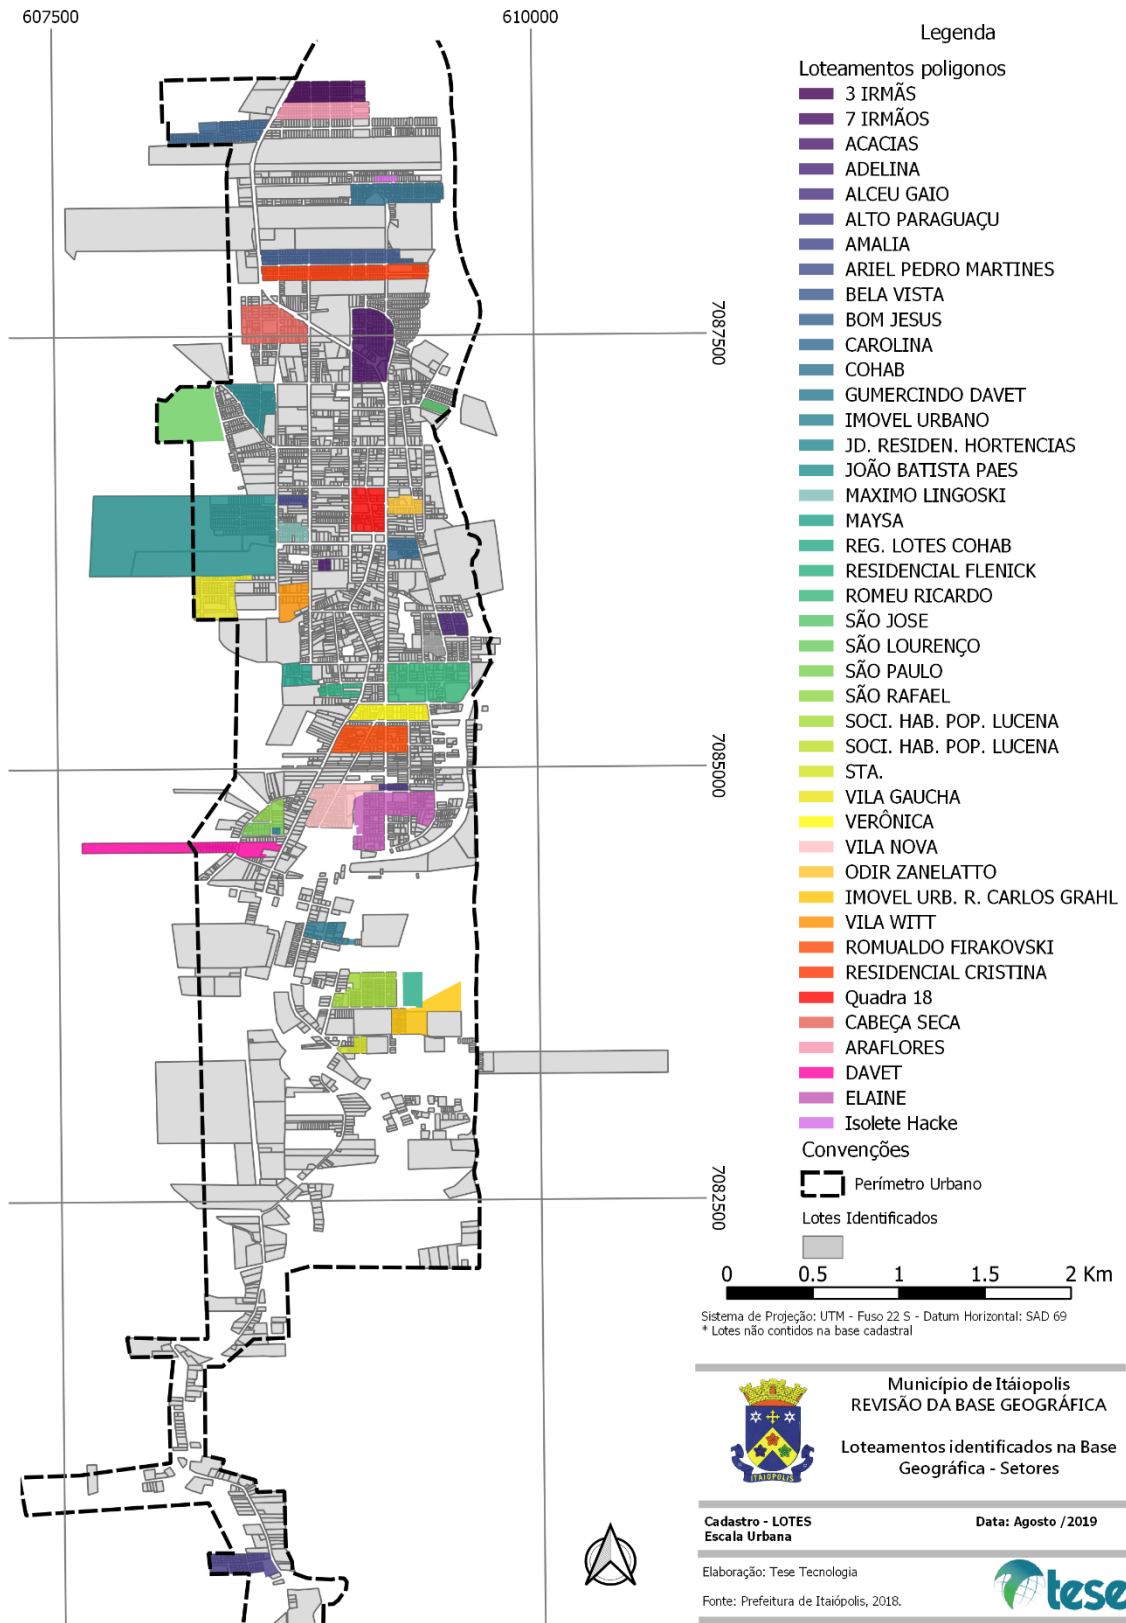 607500
610000
7087500
7085000
7082500
Legenda
Loteamentos poligonos
3 IRMÃS
7 IRMÃOS
ACACIAS
ADELINA
ALCEU GAIO
ALTO PARAGUAÇU
AMALIA
ARIEL PEDRO MARTINES
BELA VISTA
BOM JESUS
CAROLINA
COHAB
GUMERCINDO DAVET
IMOVEL URBANO
JD. RESIDEN. HORTENCIAS
JOÃO BATISTA PAES
MAXIMO LINGOSKI
MAYSA
REG. LOTES COHAB
RESIDENCIAL FLENICK
ROMEU RICARDO
SÃO JOSE
SÃO LOURENÇO
SÃO PAULO
SÃO RAFAEL
SOCI. HAB. POP. LUCENA
SOCI. HAB. POP. LUCENA
STA.
VILA GAUCHA
VERÔNICA
VILA NOVA
ODIR ZANELATTO
IMOVEL URB. R. CARLOS GRAHL
VILA WITT
ROMUALDO FIRAKOVSKI
RESIDENCIAL CRISTINA
Quadra 18
CABEÇA SECA
ARAFLORES
DAVET
ELAINE
Isolete Hacke
Convenções
Perímetro Urbano
Lotes Identificados
0 0.5 1 1.5 2 Km
Sistema de Projeção: UTM - Fuso 22 S - Datum Horizontal: SAD 69
* Lotes não contidos na base cadastral
Município de Itáiopolis
REVISÃO DA BASE GEOGRÁFICA
Loteamentos identificados na Base
Geográfica - Setores
ITAIOPOLIS
Cadastro - LOTES
Escala Urbana
Data: Agosto /2019
Elaboração: Tese Tecnologia
Fonte: Prefeitura de Itaiópolis, 2018.
tese